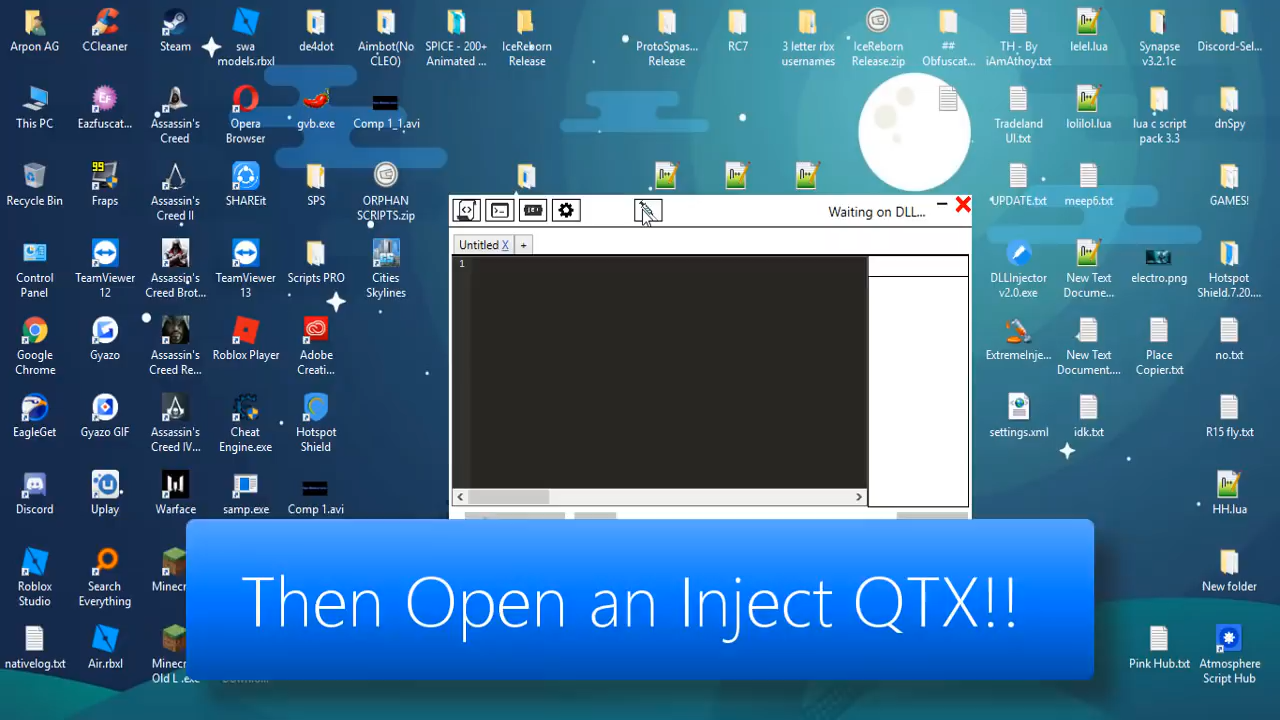 Arpon AG
CCleaner
Steam
swa
models.rbxl
de4dot
Aimbot(No
CLEO)
SPICE - 200+
Animated ...
IceReborn
Release
ProtoSmas...
Release
RC7
3 letter rbx
usernames
IceReborn
Release.zip
##
Obfuscat...
TH - By
iAmAthoy.txt
lelel.lua
Synapse
v3.2.1c
Discord-Sel...
This PC
Eazfuscat...
Assassin's
Creed
Opera
Browser
gvb.exe
Comp 1_1.avi
Tradeland
UI.txt
lolilol.lua
lua c script
pack 3.3
dnSpy
Recycle Bin
99
Fraps
Assassin's
Creed II
SHAREit
SPS
ORPHAN
SCRIPTS.zip
UPDATE.txt
meep6.txt
GAMES!
Waiting on DLL...
Untitled X
+
1
Control
Panel
TeamViewer
12
Assassin's
Creed Brot...
TeamViewer
13
Scripts PRO
Cities
Skylines
DLLInjector
v2.0.exe
New Text
Docume...
electro.png
Hotspot
Shield.7.20....
Google
Chrome
Gyazo
Assassin's
Creed Re...
Roblox Player
Adobe
Creati...
ExtremeInje...
New Text
Document....
Place
Copier.txt
no.txt
EagleGet
Gyazo GIF
Assassin's
Creed IV...
Cheat
Engine.exe
Hotspot
Shield
settings.xml
idk.txt
R15 fly.txt
Discord
Uplay
Warface
samp.exe
Comp 1.avi
HH.lua
Then Open an Inject QTX!!
Roblox
Studio
Search
Everything
Minec
New folder
nativelog.txt
Air.rbxl
Minec
Old L .exe
Pink Hub.txt
Atmosphere
Script Hub